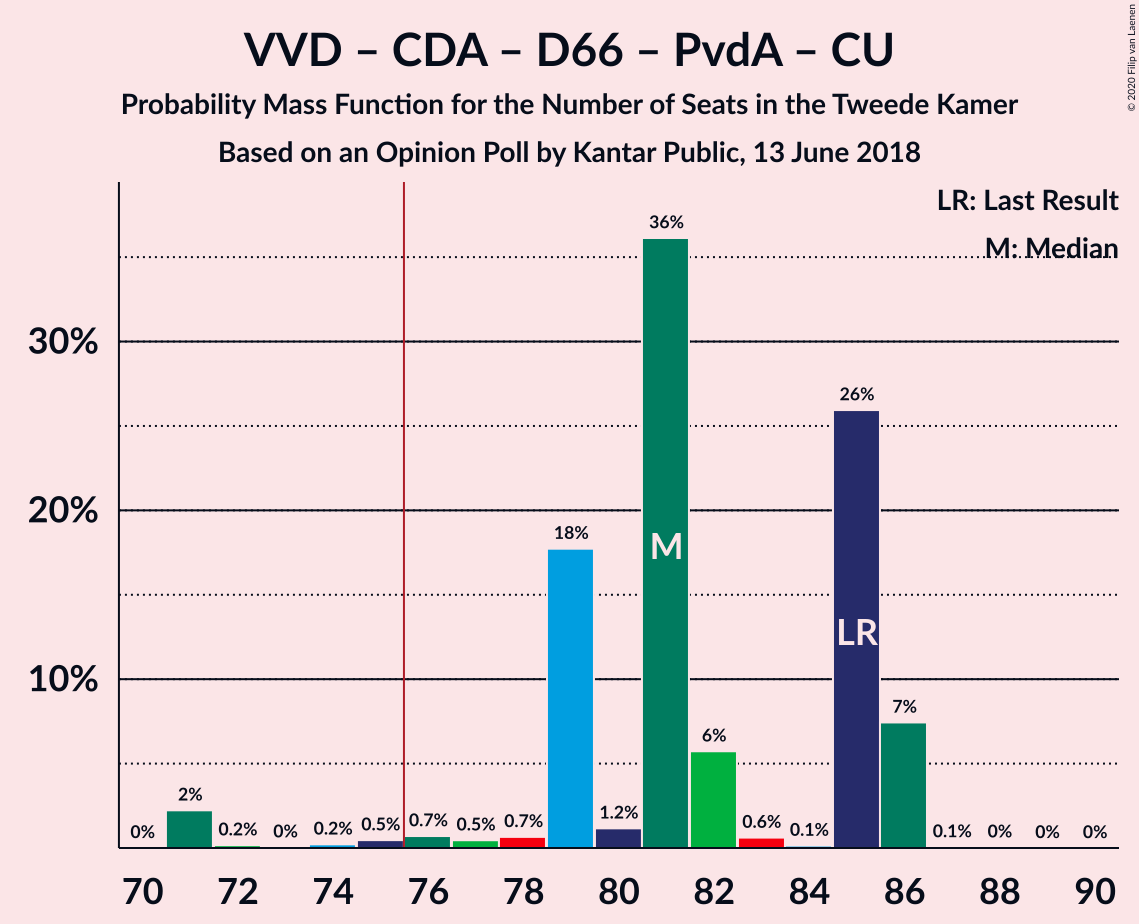 VVD – CDA – D66 – PvdA – CU
Probability Mass Function for the Number of Seats in the Tweede Kamer
Based on an Opinion Poll by Kantar Public, 13 June 2018
© 2020 Filip van Laenen
LR: Last Result
M: Median
30%
20%
10%
0%
2%
0.2%
0%
0.2%
0.5%
0.7%
0.5%
0.7%
18%
1.2%
36%
6%
0.6%
0.1%
26%
7%
0.1%
0%
0%
0%
M
LR
70 72 74 76 78 80 82 84 86 88 90